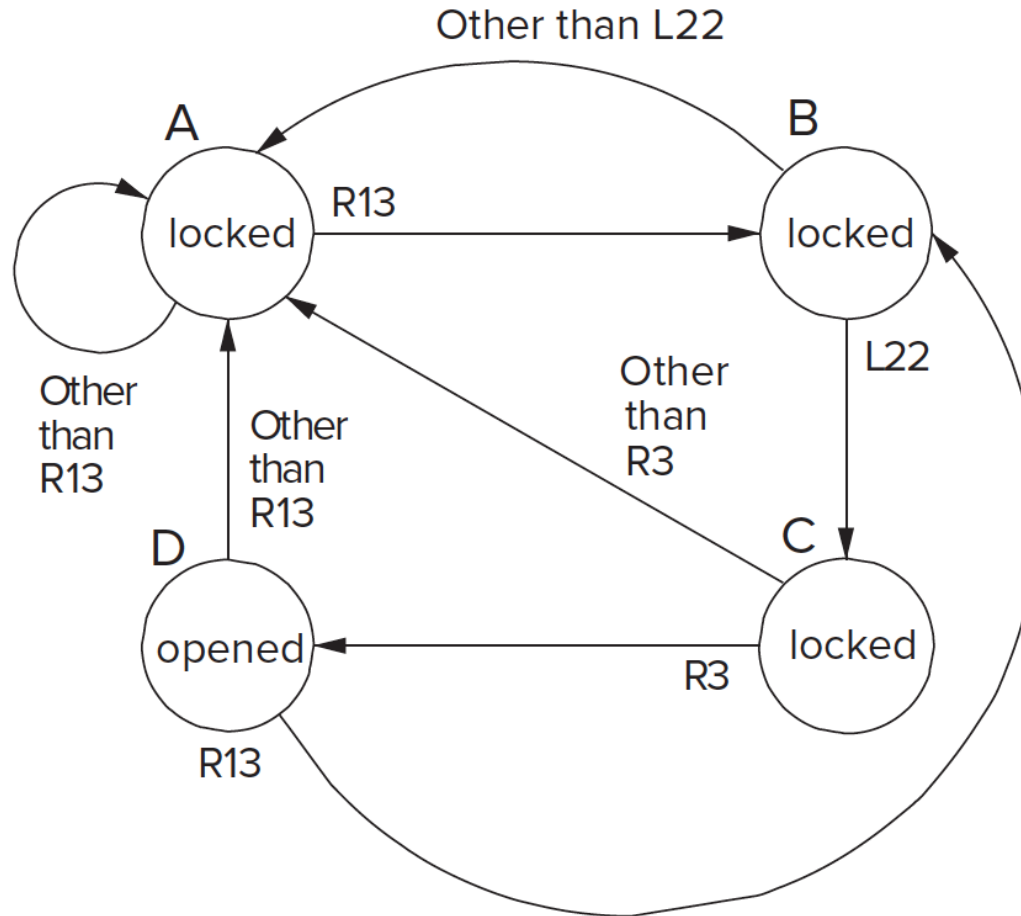 Other than L22
A
B
locked
R13
locked
L22
Other
than
R3
Other
than
R13
Other
than
R13
D
C
opened
R3
locked
R13